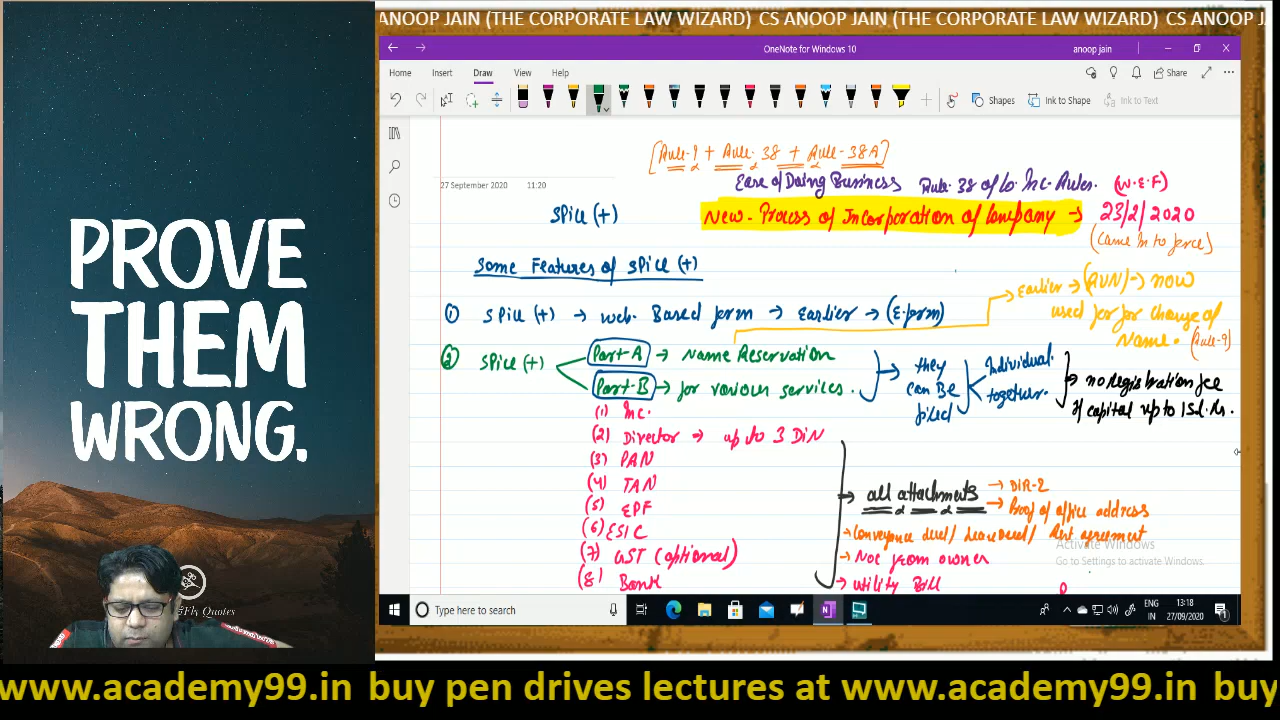 ANOOP JAIN (THE CORPORATE LAW WIZARD) CS ANOOP JAIN (THE CORPORATE LAW WIZARD) CS ANOOP J
OneNote for Windows 10
anoop jain
Home Insert Draw View Help
Share
Shapes
Ink to Shape
Ink to Text
[Rule-9 + Rule-38 + Rule-38A]
27 September 2020 11:20
Ease of Doing Business Rule 38 of Co. Inc. Rules. (W.E.F)
SPice (+)
New Process of Incorporation of Company → 23/2/2020
(Came into force)
Some Features of SPice (+)
Earlier → (RUN) → now
used for for Change of
Name. (Rule-9)
① SPice (+) → web-Based form → earlier → (E-form)
② SPice (+)
Part-A → Name Reservation
Part-B → for various services.
they can Be filed
Individual.
together.
→ no Registration fee
if capital up to 15L Rs.
(1) Inc.
(2) Director → up to 3 DIN
(3) PAN
(4) TAN
(5) EPF
(6) ESIC
(7) GST (optional)
(8) Bank
→ all attachments → DIR-2
→ Proof of office address
→ Conveyance deed/ Lease deed/ Rent agreement
→ Noc from owner
→ utility Bill
Activate Windows
Go to Settings to activate Windows.
Type here to search
ENG
IN
13:18
27/09/2020
PROVE
THEM
WRONG.
Fly Quotes
www.academy99.in buy pen drives lectures at www.academy99.in buy